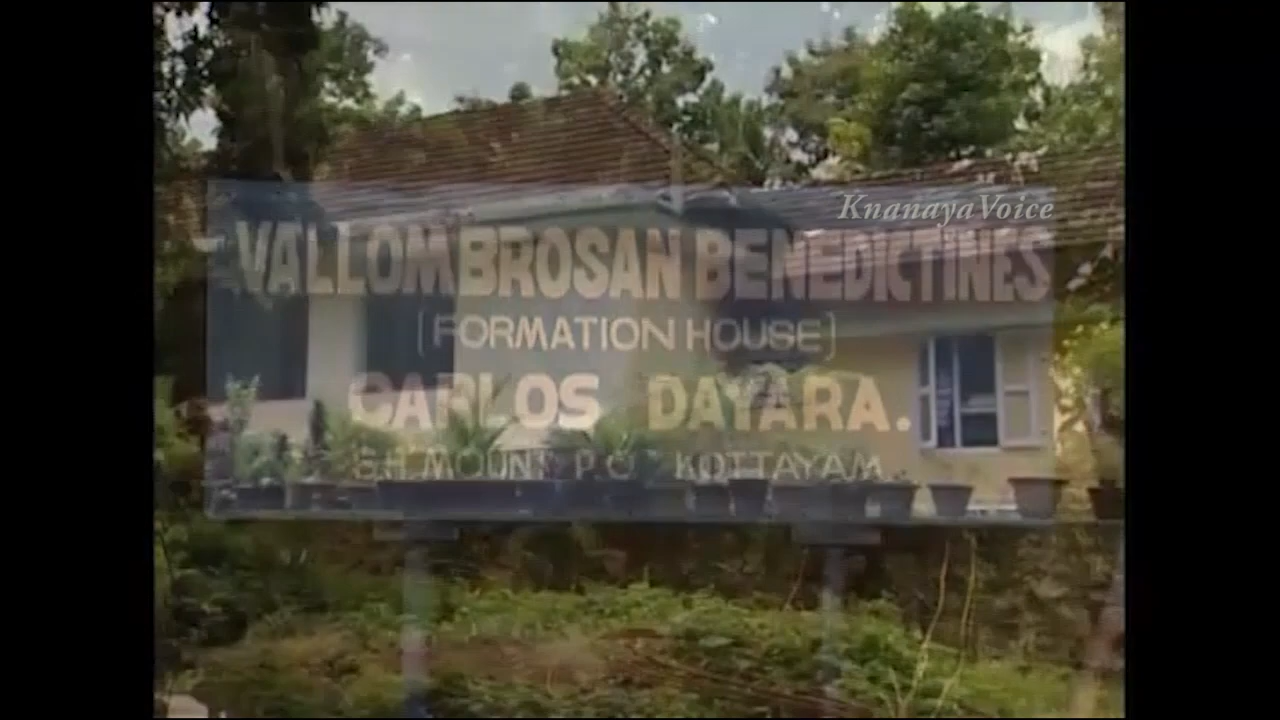 KnanayaVoice
VALLOMBROSAN BENEDICTINES
[FORMATION HOUSE]
CARLOS DAYARA.
S.H.MOUNT P.O KOTTAYAM